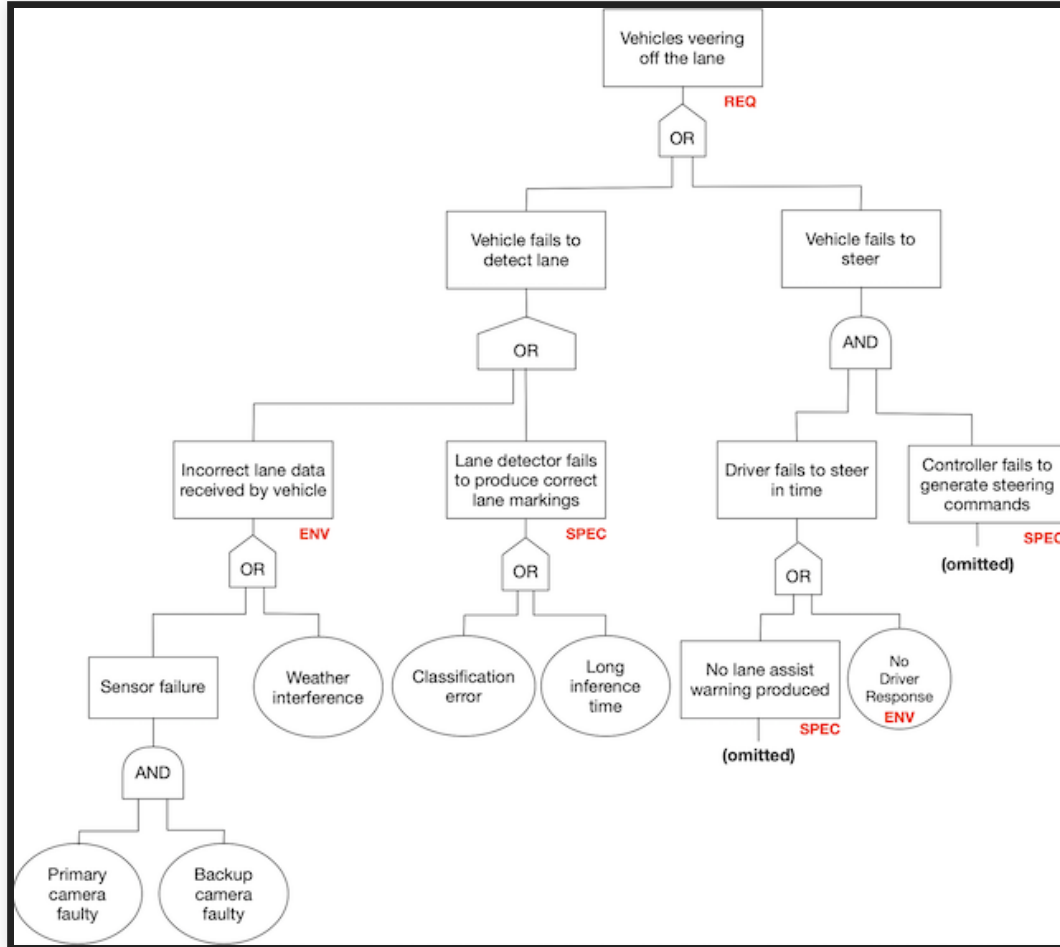 Vehicles veering
off the lane
REQ
OR
Vehicle fails to
detect lane
Vehicle fails to
steer
OR
AND
Incorrect lane data
received by vehicle
ENV
Lane detector fails
to produce correct
lane markings
SPEC
Driver fails to steer
in time
Controller fails to
generate steering
commands
SPEC
(omitted)
OR
OR
OR
Sensor failure
Weather
interference
Classification
error
Long
inference
time
No lane assist
warning produced
SPEC
(omitted)
No
Driver
Response
ENV
AND
Primary
camera
faulty
Backup
camera
faulty